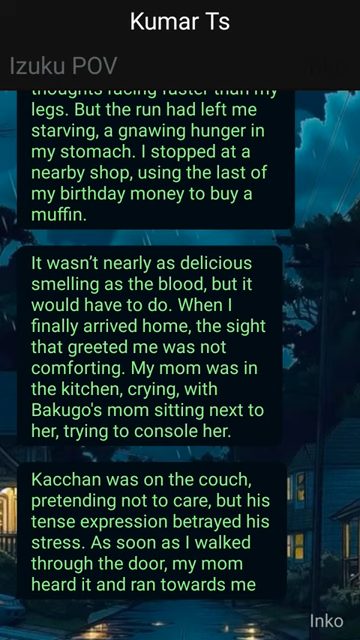 Kumar Ts
Izuku POV
thoughts racing faster than my
legs. But the run had left me
starving, a gnawing hunger in
my stomach. I stopped at a
nearby shop, using the last of
my birthday money to buy a
muffin.
It wasn't nearly as delicious
smelling as the blood, but it
would have to do. When I
finally arrived home, the sight
that greeted me was not
comforting. My mom was in
the kitchen, crying, with
Bakugo's mom sitting next to
her, trying to console her.
Kacchan was on the couch,
pretending not to care, but his
tense expression betrayed his
stress. As soon as I walked
through the door, my mom
heard it and ran towards me
Inko